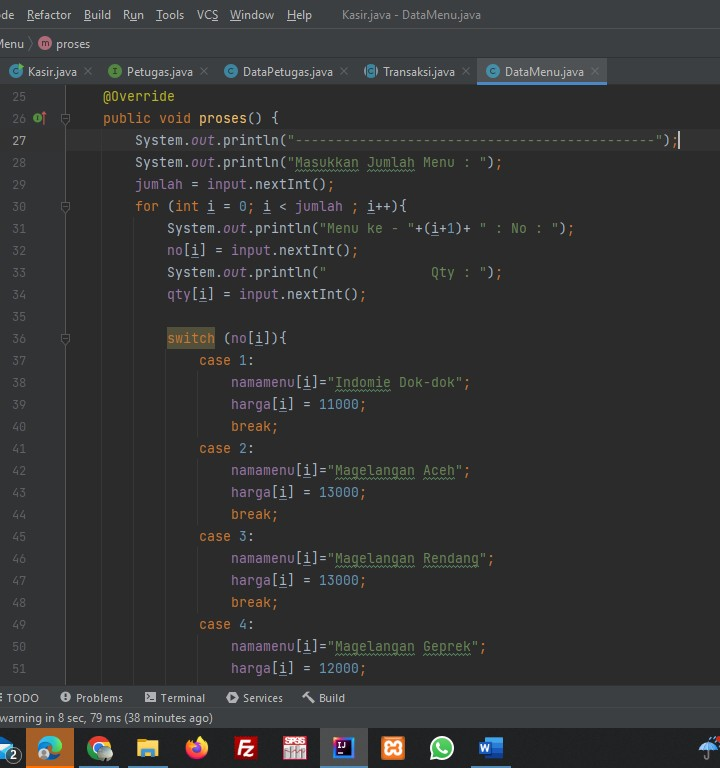 de Refactor Build Run Tools VCS Window Help Kasir.java - DataMenu.java
Menu proses
Kasir.java Petugas.java DataPetugas.java Transaksi.java DataMenu.java
25 @Override
26 public void proses() {
27 System.out.println("---------------------------------------------");
28 System.out.println("Masukkan Jumlah Menu : ");
29 jumlah = input.nextInt();
30 for (int i = 0; i < jumlah ; i++){
31 System.out.println("Menu ke - "+(i+1)+ " : No : ");
32 no[i] = input.nextInt();
33 System.out.println("             Qty : ");
34 qty[i] = input.nextInt();
35
36 switch (no[i]){
37 case 1:
38 namamenu[i]="Indomie Dok-dok";
39 harga[i] = 11000;
40 break;
41 case 2:
42 namamenu[i]="Magelangan Aceh";
43 harga[i] = 13000;
44 break;
45 case 3:
46 namamenu[i]="Magelangan Rendang";
47 harga[i] = 13000;
48 break;
49 case 4:
50 namamenu[i]="Magelangan Geprek";
51 harga[i] = 12000;
TODO Problems Terminal Services Build
warning in 8 sec, 79 ms (38 minutes ago)
2 Fz SPSS IJ W